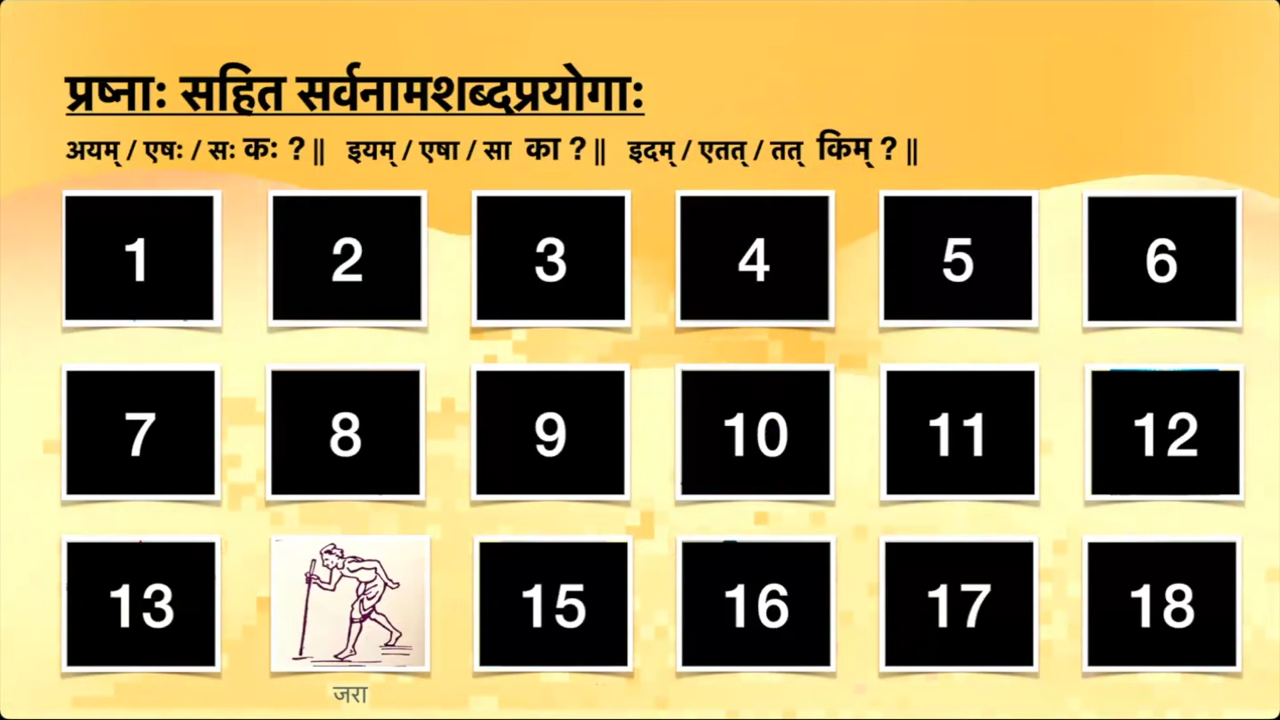 प्रष्नाः सहित सर्वनामशब्दप्रयोगाः
अयम् / एषः / सः कः ? || इयम् / एषा / सा का ? || इदम् / एतत् / तत् किम् ? ||
1 2 3 4 5 6
7 8 9 10 11 12
13 15 16 17 18
जरा